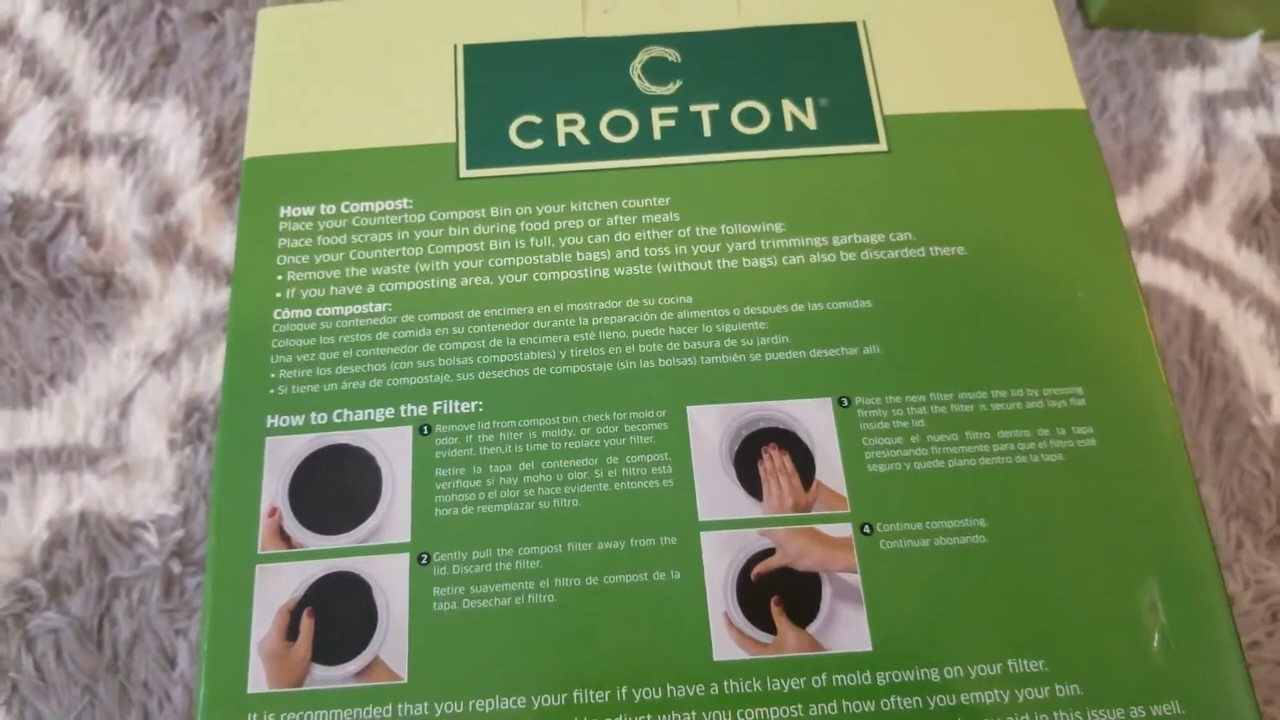 C
CROFTON®
How to Compost:
Place your Countertop Compost Bin on your kitchen counter
Place food scraps in your bin during food prep or after meals
Once your Countertop Compost Bin is full, you can do either of the following:
• Remove the waste (with your compostable bags) and toss in your yard trimmings garbage can.
• If you have a composting area, your composting waste (without the bags) can also be discarded there.
Cómo compostar:
Coloque su contenedor de compost de encimera en el mostrador de su cocina
Coloque los restos de comida en su contenedor durante la preparación de alimentos o después de las comidas
Una vez que el contenedor de compost de la encimera esté lleno, puede hacer lo siguiente:
• Retire los desechos (con sus bolsas compostables) y tírelos en el bote de basura de su jardín.
• Si tiene un área de compostaje, sus desechos de compostaje (sin las bolsas) también se pueden desechar allí.
How to Change the Filter:
1 Remove lid from compost bin, check for mold or
odor. If the filter is moldy, or odor becomes
evident, then,it is time to replace your filter.
Retire la tapa del contenedor de compost,
verifique si hay moho u olor. Si el filtro está
mohoso o el olor se hace evidente, entonces es
hora de reemplazar su filtro.
2 Gently pull the compost filter away from the
lid. Discard the filter.
Retire suavemente el filtro de compost de la
tapa. Desechar el filtro.
3 Place the new filter inside the lid by pressing
firmly so that the filter is secure and lays flat
inside the lid.
Coloque el nuevo filtro dentro de la tapa
presionando firmemente para que el filtro esté
seguro y quede plano dentro de la tapa.
4 Continue composting.
Continuar abonando.
It is recommended that you replace your filter if you have a thick layer of mold growing on your filter.
adjust what you compost and how often you empty your bin.
aid in this issue as well.